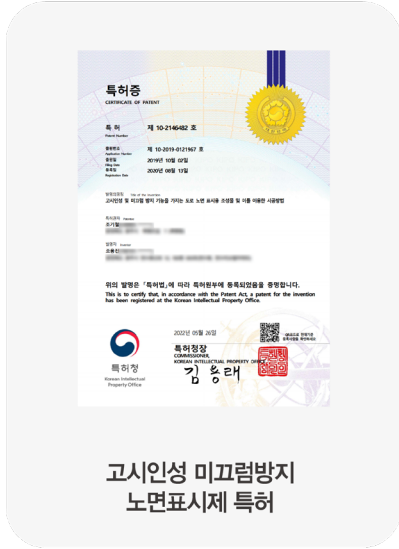 특허증
CERTIFICATE OF PATENT
특 허 제 10-2146482 호
Patent Number
출원번호 제 10-2019-0121967 호
Application Number
출원일 2019년 10월 02일
Filing Date
등록일 2020년 08월 13일
Registration Date
발명의명칭 Title of the Invention
고시인성 및 미끄럼 방지 기능을 가지는 도로 노면 표시용 조성물 및 이를 이용한 시공방법
특허권자 Patentee
발명자 Inventor
위의 발명은 「특허법」에 따라 특허원부에 등록되었음을 증명합니다.
This is to certify that, in accordance with the Patent Act, a patent for the invention
has been registered at the Korean Intellectual Property Office.
2022년 05월 26일
특허청
Korean Intellectual
Property Office
특허청장
COMMISSIONER,
KOREAN INTELLECTUAL PROPERTY OFFICE
김용래
고시인성 미끄럼방지
노면표시제 특허